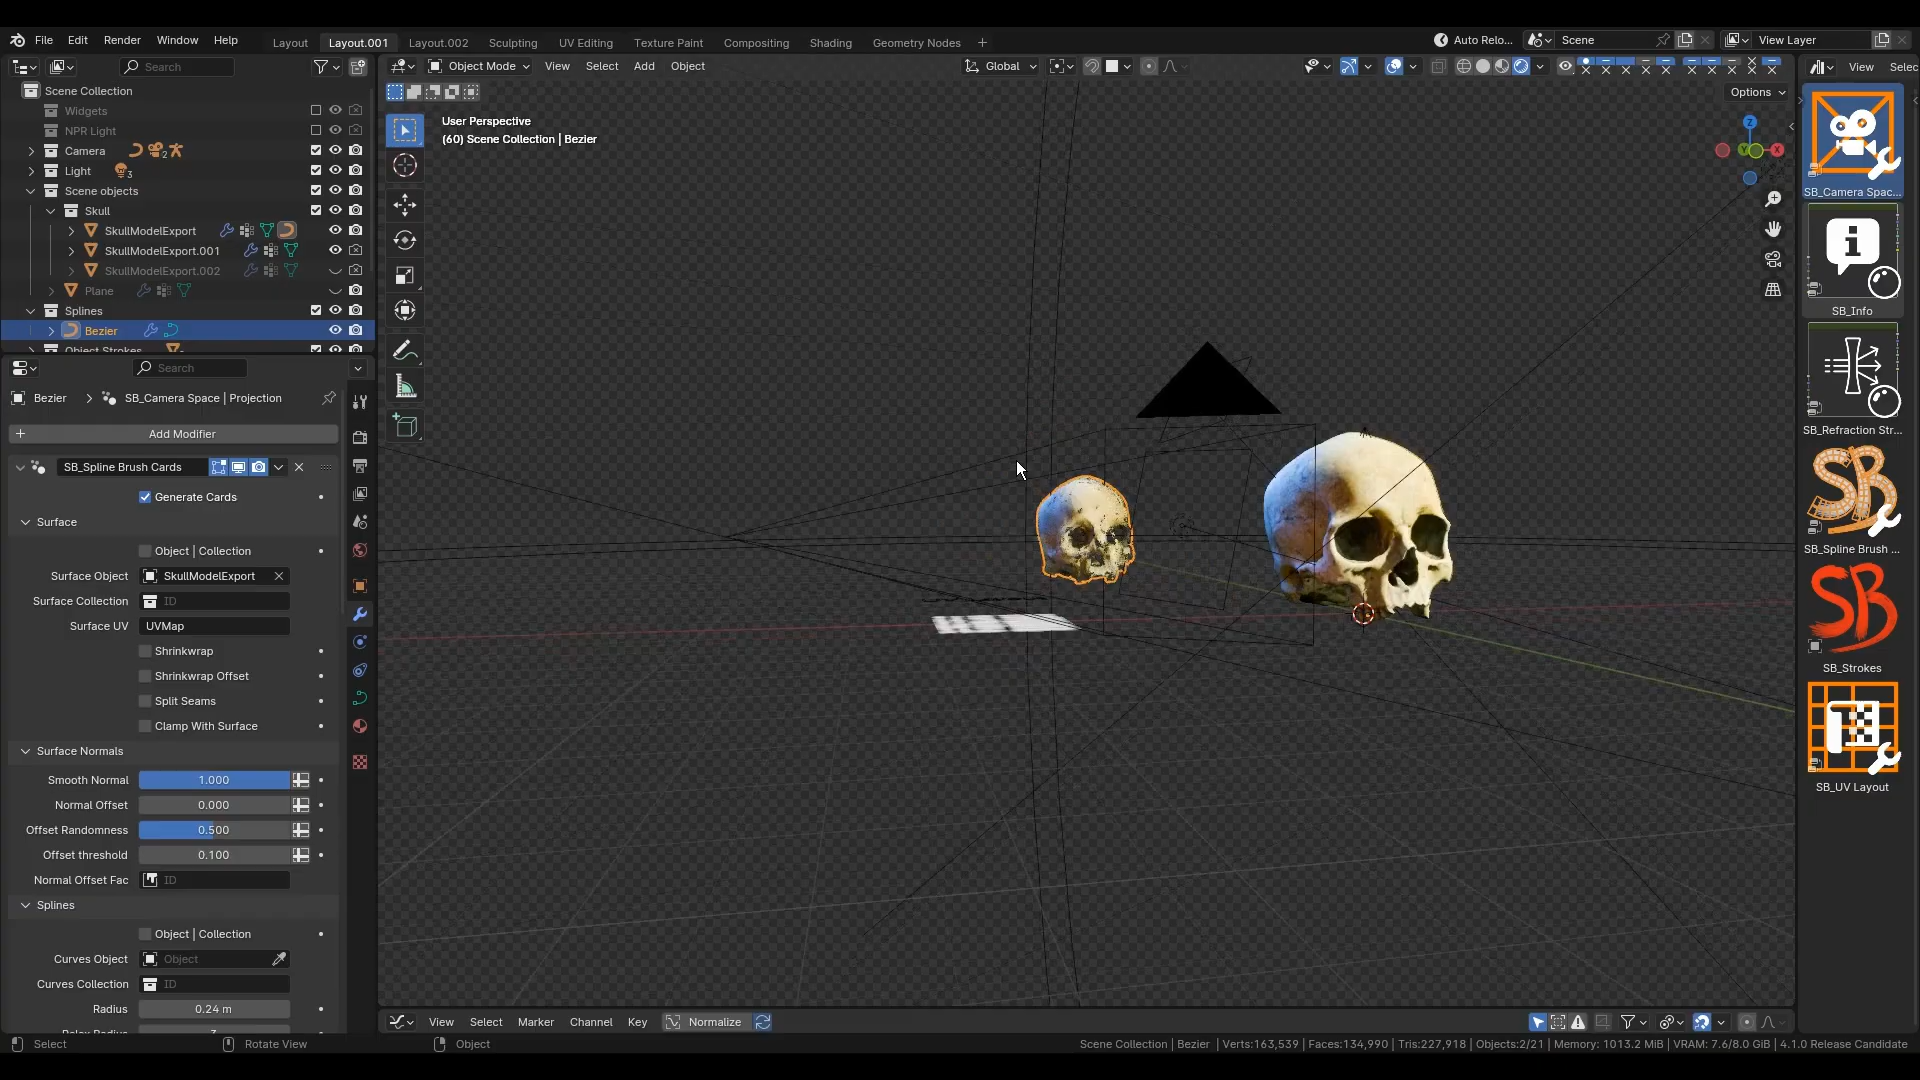 File Edit Render Window Help
Layout Layout.001 Layout.002 Sculpting UV Editing Texture Paint Compositing Shading Geometry Nodes +
Auto Relo... Scene View Layer
Search
Object Mode View Select Add Object
Global
View Selec
Options
Scene Collection
Widgets
NPR Light
Camera 2
Light 3
Scene objects
Skull
SkullModelExport
SkullModelExport.001
SkullModelExport.002
Plane
Splines
Bezier
Object Strokes
User Perspective
(60) Scene Collection | Bezier
Z
Y
X
Search
Bezier > SB_Camera Space | Projection
+ Add Modifier
SB_Spline Brush Cards
Generate Cards
Surface
Object | Collection
Surface Object SkullModelExport
Surface Collection ID
Surface UV UVMap
Shrinkwrap
Shrinkwrap Offset
Split Seams
Clamp With Surface
Surface Normals
Smooth Normal 1.000
Normal Offset 0.000
Offset Randomness 0.500
Offset threshold 0.100
Normal Offset Fac ID
Splines
Object | Collection
Curves Object Object
Curves Collection ID
Radius 0.24 m
SB_Camera Spac...
SB_Info
SB_Refraction Str...
SB_Spline Brush ...
SB
SB_Strokes
SB_UV Layout
View Select Marker Channel Key Normalize
Select Rotate View Object
Scene Collection | Bezier | Verts:163,539 | Faces:134,990 | Tris:227,918 | Objects:2/21 | Memory: 1013.2 MiB | VRAM: 7.6/8.0 GiB | 4.1.0 Release Candidate